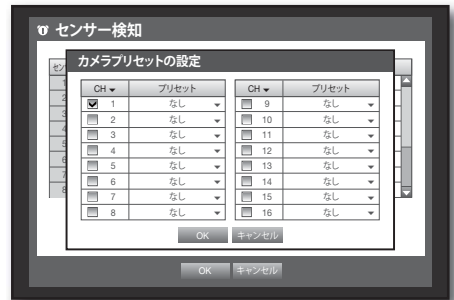 センサー検知
セン
カメラプリセットの設定
CH プリセット CH プリセット
1 なし 9 なし
2 なし 10 なし
3 なし 11 なし
4 なし 12 なし
5 なし 13 なし
6 なし 14 なし
7 なし 15 なし
8 なし 16 なし
OK キャンセル
OK キャンセル